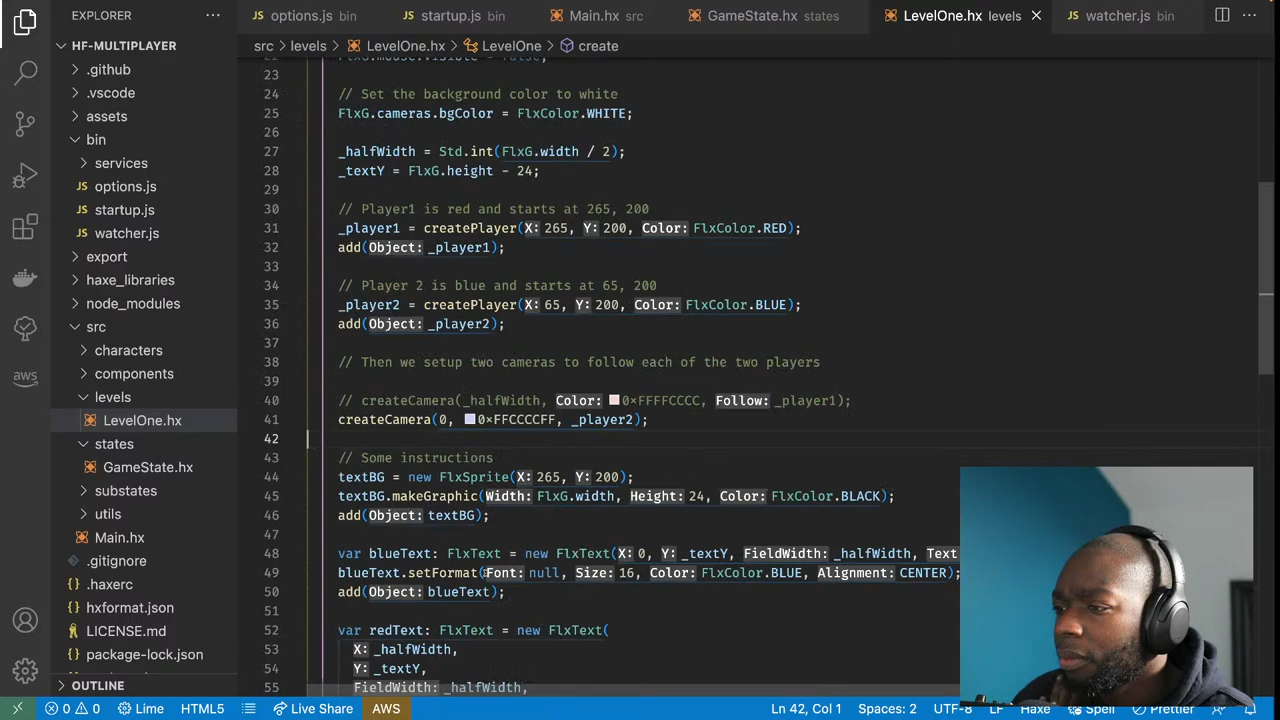 EXPLORER
options.js bin
startup.js bin
Main.hx src
GameState.hx states
LevelOne.hx levels
watcher.js bin
src > levels > LevelOne.hx > LevelOne > create
HF-MULTIPLAYER
.github
.vscode
assets
bin
services
options.js
startup.js
watcher.js
export
haxe_libraries
node_modules
src
characters
components
levels
LevelOne.hx
states
GameState.hx
substates
utils
Main.hx
.gitignore
.haxerc
hxformat.json
LICENSE.md
package-lock.json
OUTLINE
aws
23
24 // Set the background color to white
25 FlxG.cameras.bgColor = FlxColor.WHITE;
26
27 _halfWidth = Std.int(FlxG.width / 2);
28 _textY = FlxG.height - 24;
29
30 // Player1 is red and starts at 265, 200
31 _player1 = createPlayer(X: 265, Y: 200, Color: FlxColor.RED);
32 add(Object: _player1);
33
34 // Player 2 is blue and starts at 65, 200
35 _player2 = createPlayer(X: 65, Y: 200, Color: FlxColor.BLUE);
36 add(Object: _player2);
37
38 // Then we setup two cameras to follow each of the two players
39
40 // createCamera(_halfWidth, Color: 0×FFFFCCCC, Follow: _player1);
41 createCamera(0, 0×FFCCCCFF, _player2);
42
43 // Some instructions
44 textBG = new FlxSprite(X: 265, Y: 200);
45 textBG.makeGraphic(Width: FlxG.width, Height: 24, Color: FlxColor.BLACK);
46 add(Object: textBG);
47
48 var blueText: FlxText = new FlxText(X: 0, Y: _textY, FieldWidth: _halfWidth, Text
49 blueText.setFormat(Font: null, Size: 16, Color: FlxColor.BLUE, Alignment: CENTER);
50 add(Object: blueText);
51
52 var redText: FlxText = new FlxText(
53 X: _halfWidth,
54 Y: _textY,
55 FieldWidth: _halfWidth,
0 0 Lime HTML5 Live Share AWS Ln 42, Col 1 Spaces: 2 UTF-8 LF Haxe Spell Prettier